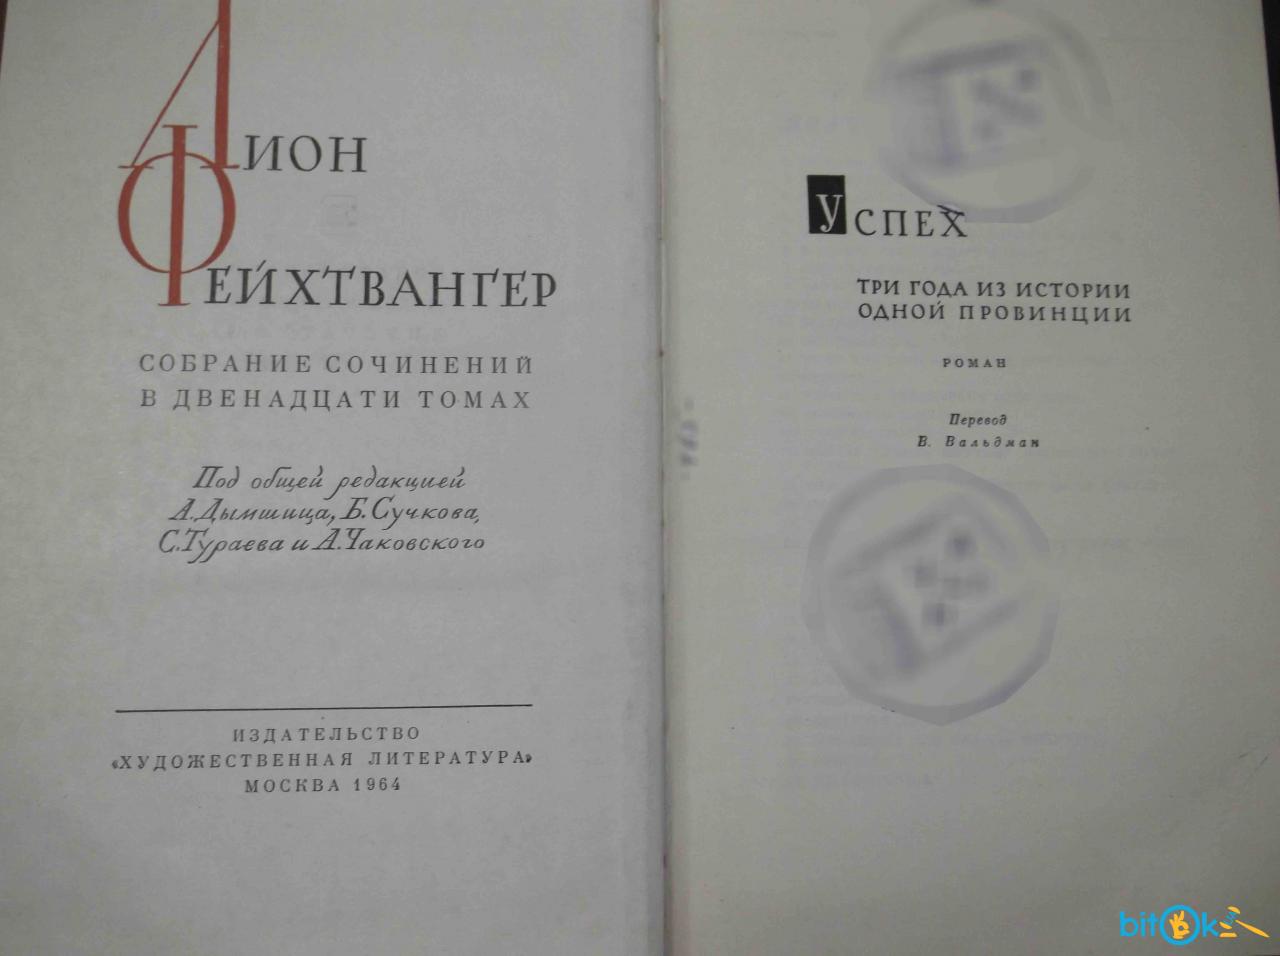 Лион
Фейхтвангер
СОБРАНИЕ СОЧИНЕНИЙ
В ДВЕНАДЦАТИ ТОМАХ
Под общей редакцией
А. Дымшица, Б. Сучкова,
С. Тураева и А. Чаковского
ИЗДАТЕЛЬСТВО
«ХУДОЖЕСТВЕННАЯ ЛИТЕРАТУРА»
МОСКВА 1964
УСПЕХ
ТРИ ГОДА ИЗ ИСТОРИИ
ОДНОЙ ПРОВИНЦИИ
РОМАН
Перевод
В. Вальдман